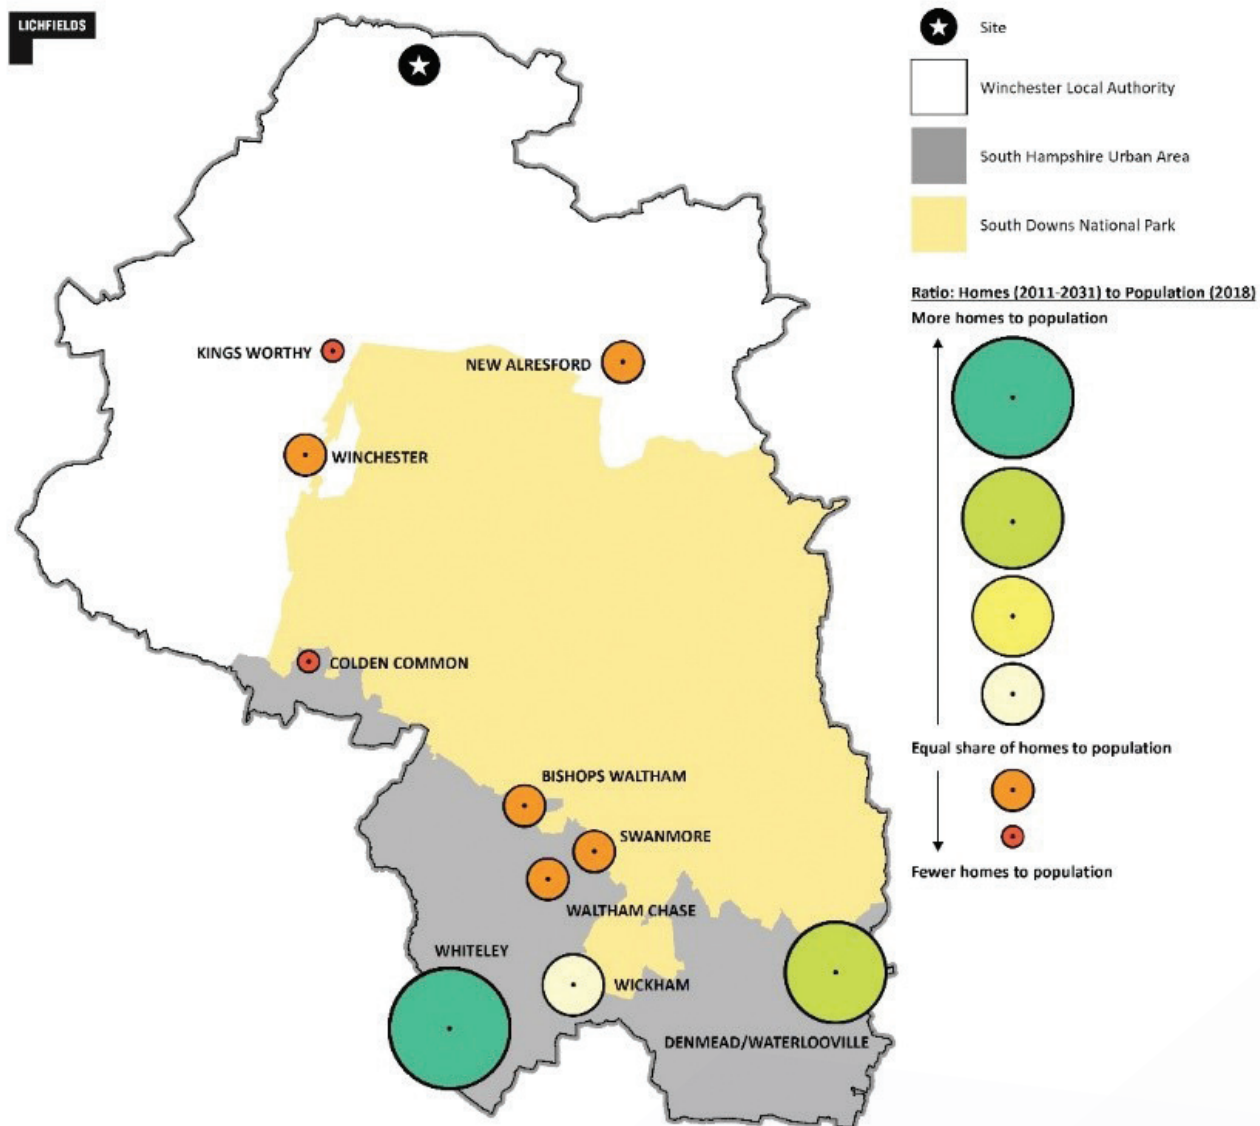 LICHFIELDS
Site
Winchester Local Authority
South Hampshire Urban Area
South Downs National Park
Ratio: Homes (2011-2031) to Population (2018)
More homes to population
Equal share of homes to population
Fewer homes to population
KINGS WORTHY
NEW ALRESFORD
WINCHESTER
COLDEN COMMON
BISHOPS WALTHAM
SWANMORE
WALTHAM CHASE
WHITELEY
WICKHAM
DENMEAD/WATERLOOVILLE